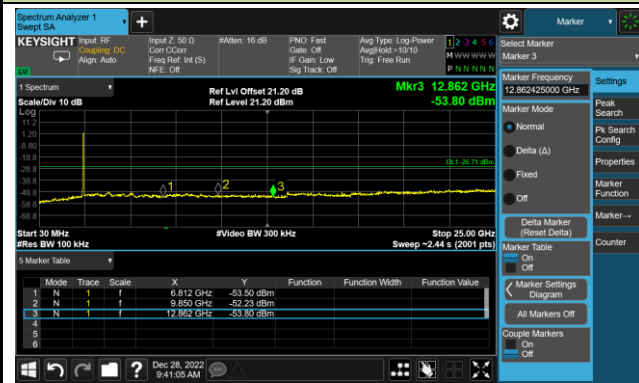 Spectrum Analyzer 1
Swept SA
Marker
KEYSIGHT
Input: RF
Coupling: DC
Align: Auto
Input Z: 50 Ω
Corr CCorr
Freq Ref: Int (S)
NFE: Off
#Atten: 16 dB
PNO: Fast
Gate: Off
IF Gain: Low
Sig Track: Off
Avg Type: Log-Power
Avg|Hold:>10/10
Trig: Free Run
1 2 3 4 5 6
M W W W W W
P N N N N N
Select Marker
Marker 3
LVI
1 Spectrum
Scale/Div 10 dB
Ref Lvl Offset 21.20 dB
Ref Level 21.20 dBm
Mkr3 12.862 GHz
-53.80 dBm
Log
11.2
1.20
-8.80
-18.8
-28.8
-38.8
-48.8
-58.8
-68.8
DL1 -26.71 dBm
1
2
3
Start 30 MHz
#Res BW 100 kHz
#Video BW 300 kHz
Stop 25.00 GHz
Sweep ~2.44 s (2001 pts)
5 Marker Table
Mode Trace Scale X Y Function Function Width Function Value
1 N 1 f 6.812 GHz -53.50 dBm
2 N 1 f 9.850 GHz -52.23 dBm
3 N 1 f 12.862 GHz -53.80 dBm
4
5
6
Marker Frequency
12.862425000 GHz
Marker Mode
Normal
Delta (Δ)
Fixed
Off
Delta Marker
(Reset Delta)
Marker Table
On
Off
Marker Settings
Diagram
All Markers Off
Couple Markers
On
Off
Settings
Peak
Search
Pk Search
Config
Properties
Marker
Function
Marker→
Counter
?
Dec 28, 2022
9:41:05 AM